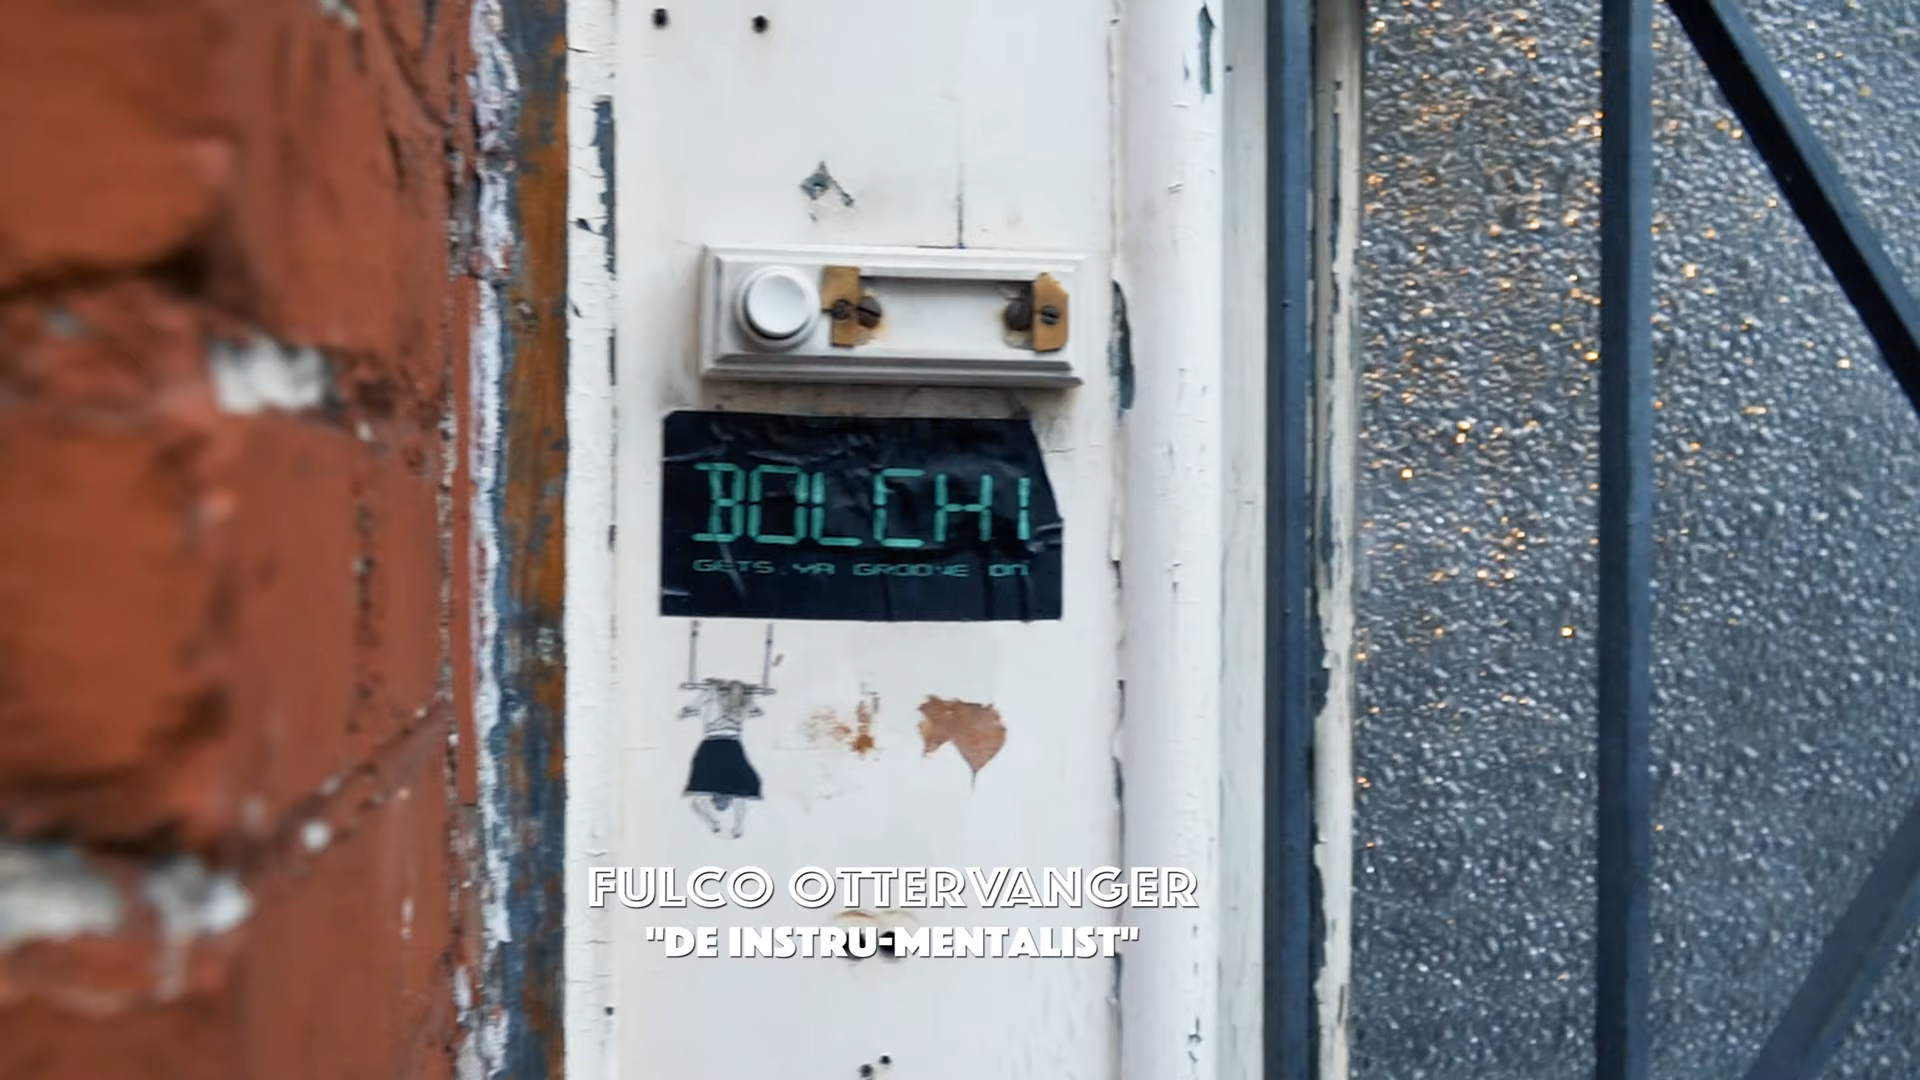 BOLCHI
GETS YA GROOVE ON
FULCO OTTERVANGER
"DE INSTRU-MENTALIST"